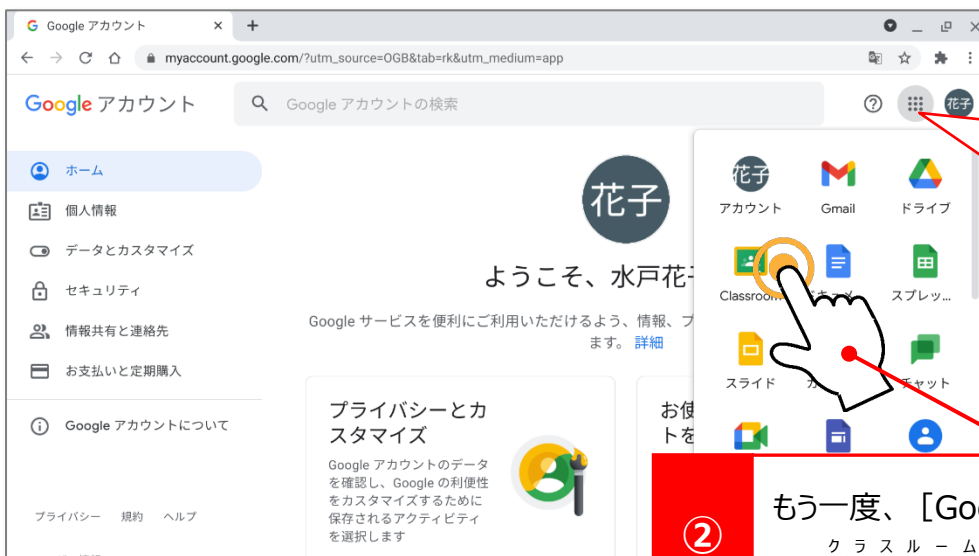 Google アカウント
myaccount.google.com/?utm_source=OGB&tab=rk&utm_medium=app
Google アカウント
Google アカウントの検索
花子
ホーム
個人情報
データとカスタマイズ
セキュリティ
情報共有と連絡先
お支払いと定期購入
Google アカウントについて
プライバシー 規約 ヘルプ
花子
ようこそ、水戸花子
Google サービスを便利にご利用いただけるよう、情報、プ
ます。 詳細
プライバシーとカ
スタマイズ
Google アカウントのデータ
を確認し、Google の利便性
をカスタマイズするために
保存されるアクティビティ
を選択します
お使
トを
花子
アカウント
Gmail
ドライブ
Classroom
スプレッ...
スライド
チャット
②
もう一度、［Goo
クラスルーム